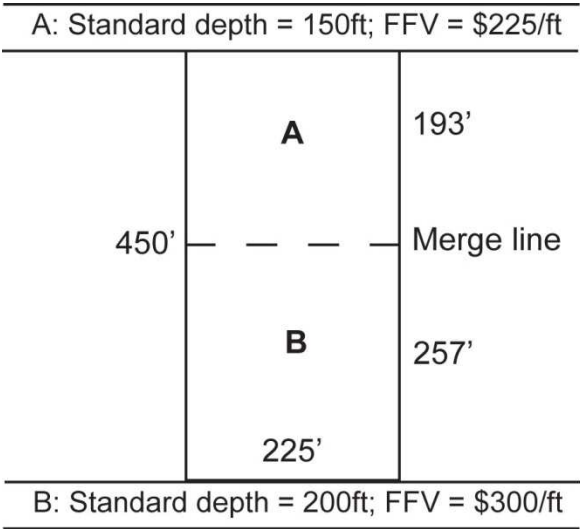 A: Standard depth = 150ft; FFV = $225/ft
A
193’
450’
Merge line
B
257’
225’
B: Standard depth = 200ft; FFV = $300/ft